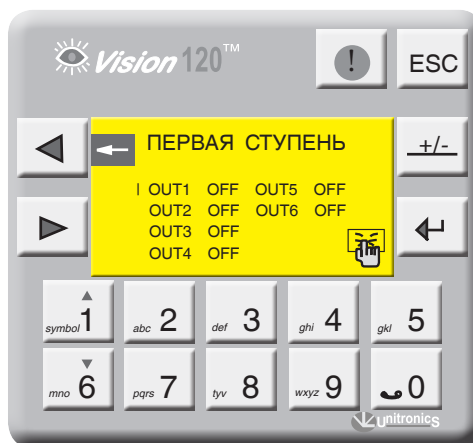 Vision 120™
! ESC
ПЕРВАЯ СТУПЕНЬ
+/-
OUT1 OFF OUT5 OFF
OUT2 OFF OUT6 OFF
OUT3 OFF
OUT4 OFF
symbol 1 abc 2 def 3 ghi 4 gkl 5
mno 6 pqrs 7 tyv 8 wxyz 9 0
unitronics